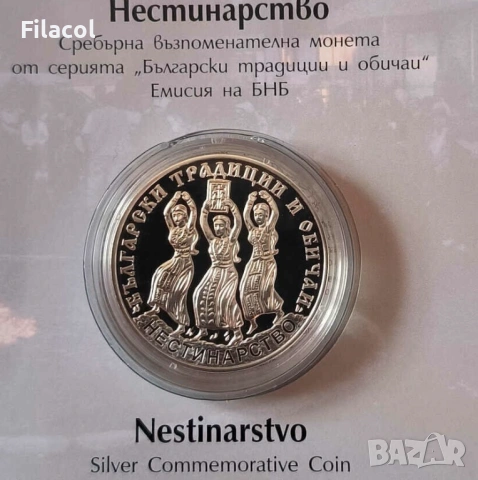 Filacol
Нестинарство
Сребърна възпоменателна монета
от серията „Български традиции и обичаи“
Емисия на БНБ
БЪЛГАРСКИ ТРАДИЦИИ И ОБИЧАИ
НЕСТИНАРСТВО
Nestinarstvo
Silver Commemorative Coin
BAZAR